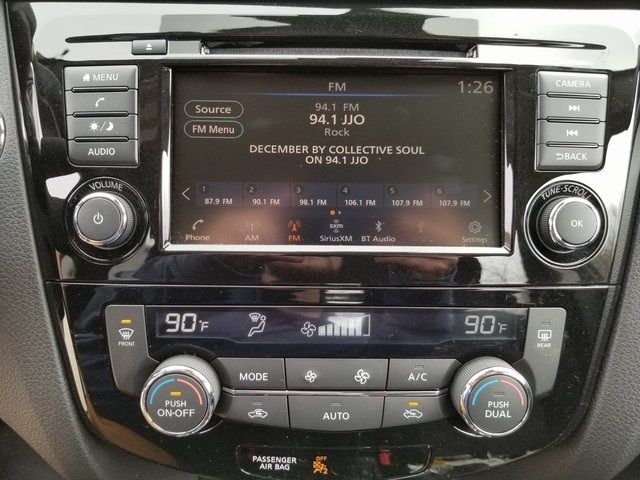 MENU
AUDIO
VOLUME
FM
1:26
Source
FM Menu
94.1 FM
94.1 JJO
Rock
DECEMBER BY COLLECTIVE SOUL
ON 94.1 JJO
1 2 3 4 5 6
87.9 FM 90.1 FM 98.1 FM 106.1 FM 107.9 FM 107.9 FM
sxm
Phone AM FM SiriusXM BT Audio Settings
CAMERA
BACK
TUNE·SCROLL
OK
FRONT
90°F
90°F
REAR
PUSH
ON-OFF
MODE
A/C
AUTO
PUSH
DUAL
PASSENGER
AIR BAG
OFF
2